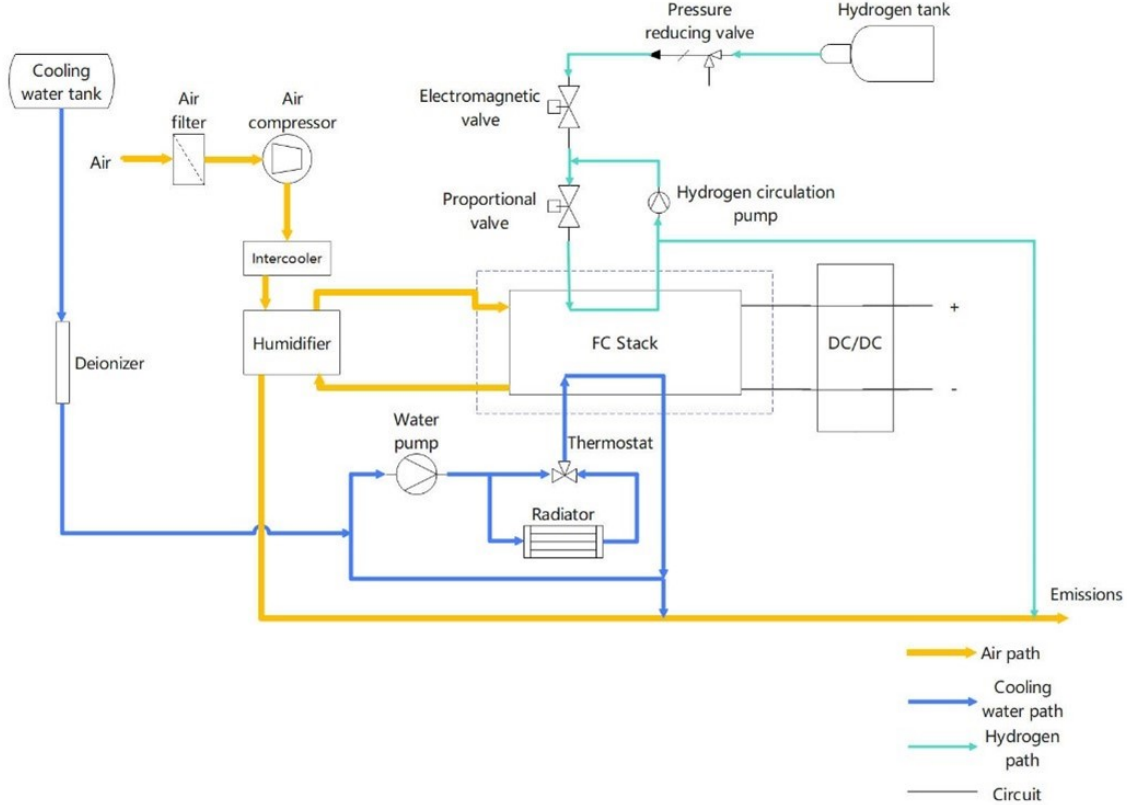 Pressure
reducing valve
Hydrogen tank
Cooling
water tank
Air
filter
Air
compressor
Electromagnetic
valve
Air
Proportional
valve
Hydrogen circulation
pump
Intercooler
Humidifier
FC Stack
DC/DC
+
-
Deionizer
Water
pump
Thermostat
Radiator
Emissions
Air path
Cooling
water path
Hydrogen
path
Circuit